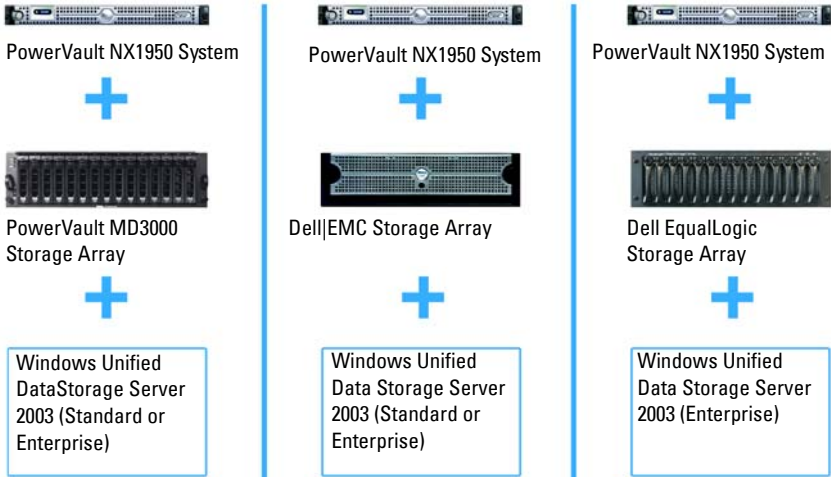 PowerVault NX1950 System
PowerVault MD3000
Storage Array
Windows Unified
DataStorage Server
2003 (Standard or
Enterprise)
PowerVault NX1950 System
Dell|EMC Storage Array
Windows Unified
Data Storage Server
2003 (Standard or
Enterprise)
PowerVault NX1950 System
Dell EqualLogic
Storage Array
Windows Unified
Data Storage Server
2003 (Enterprise)